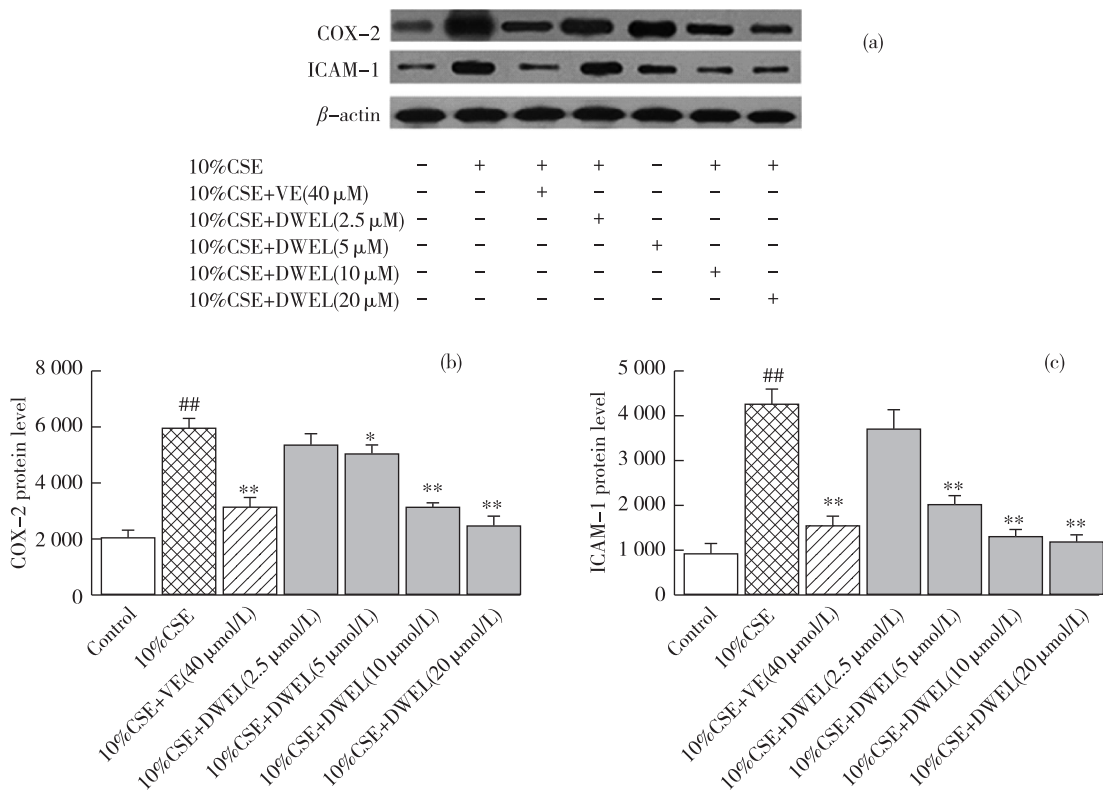 COX-2
(a)
ICAM-1
β-actin
10%CSE - + + + - + +
10%CSE+VE(40 μM) - - + - - - -
10%CSE+DWEL(2.5 μM) - - - + - - -
10%CSE+DWEL(5 μM) - - - - + - -
10%CSE+DWEL(10 μM) - - - - - + -
10%CSE+DWEL(20 μM) - - - - - - +
(b)
COX-2 protein level
8 000
6 000
4 000
2 000
0
##
**
*
**
**
Control
10%CSE
10%CSE+VE(40 μmol/L)
10%CSE+DWEL(2.5 μmol/L)
10%CSE+DWEL(5 μmol/L)
10%CSE+DWEL(10 μmol/L)
10%CSE+DWEL(20 μmol/L)
(c)
ICAM-1 protein level
5 000
4 000
3 000
2 000
1 000
0
##
**
**
**
**
Control
10%CSE
10%CSE+VE(40 μmol/L)
10%CSE+DWEL(2.5 μmol/L)
10%CSE+DWEL(5 μmol/L)
10%CSE+DWEL(10 μmol/L)
10%CSE+DWEL(20 μmol/L)